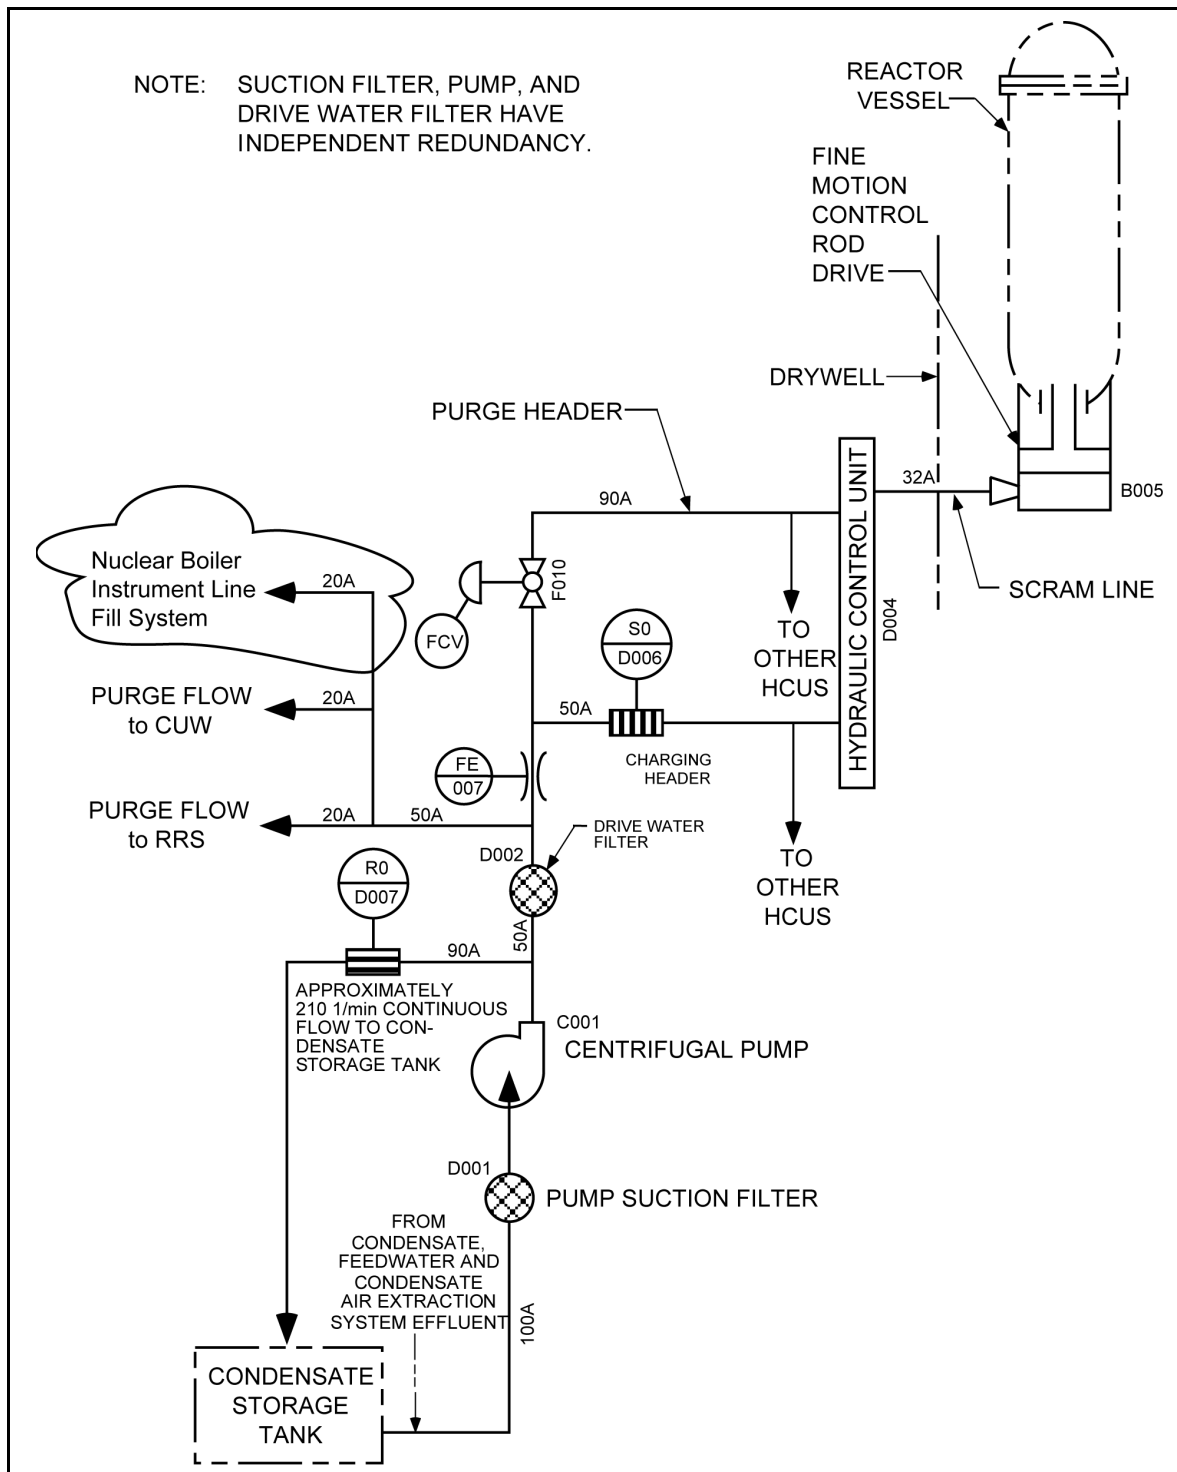 NOTE: SUCTION FILTER, PUMP, AND
DRIVE WATER FILTER HAVE
INDEPENDENT REDUNDANCY.
REACTOR
VESSEL
FINE
MOTION
CONTROL
ROD
DRIVE
DRYWELL
PURGE HEADER
90A
32A
B005
SCRAM LINE
HYDRAULIC CONTROL UNIT
D004
Nuclear Boiler
Instrument Line
Fill System
20A
FCV
F010
S0
D006
TO
OTHER
HCUS
PURGE FLOW
to CUW
20A
50A
CHARGING
HEADER
FE
007
PURGE FLOW
to RRS
20A
50A
DRIVE WATER
FILTER
D002
TO
OTHER
HCUS
R0
D007
50A
90A
APPROXIMATELY
210 1/min CONTINUOUS
FLOW TO CON-
DENSATE
STORAGE TANK
C001
CENTRIFUGAL PUMP
D001
PUMP SUCTION FILTER
FROM
CONDENSATE,
FEEDWATER AND
CONDENSATE
AIR EXTRACTION
SYSTEM EFFLUENT
100A
CONDENSATE
STORAGE
TANK